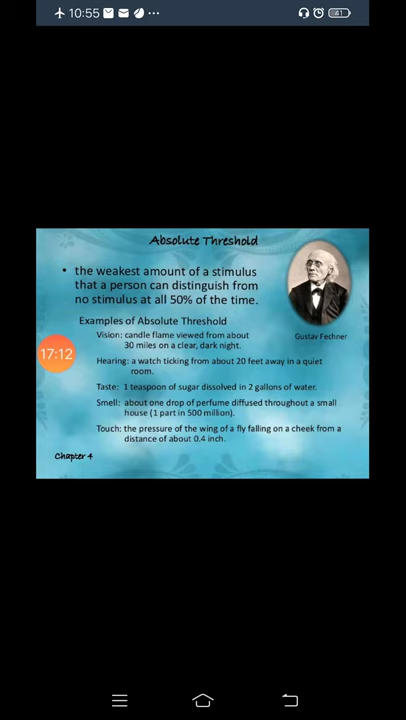 10:55
41
Absolute Threshold
• the weakest amount of a stimulus
that a person can distinguish from
no stimulus at all 50% of the time.
Examples of Absolute Threshold
Vision: candle flame viewed from about
30 miles on a clear, dark night.
Gustav Fechner
17:12
Hearing: a watch ticking from about 20 feet away in a quiet
room.
Taste: 1 teaspoon of sugar dissolved in 2 gallons of water.
Smell: about one drop of perfume diffused throughout a small
house (1 part in 500 million).
Touch: the pressure of the wing of a fly falling on a cheek from a
distance of about 0.4 inch.
Chapter 4